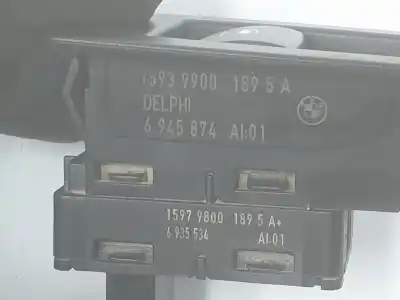 1593 9900 189 5 A
DELPHI
6 945 874 AI:01
1597 9800 189 5 A+
6 935 534 AI:01